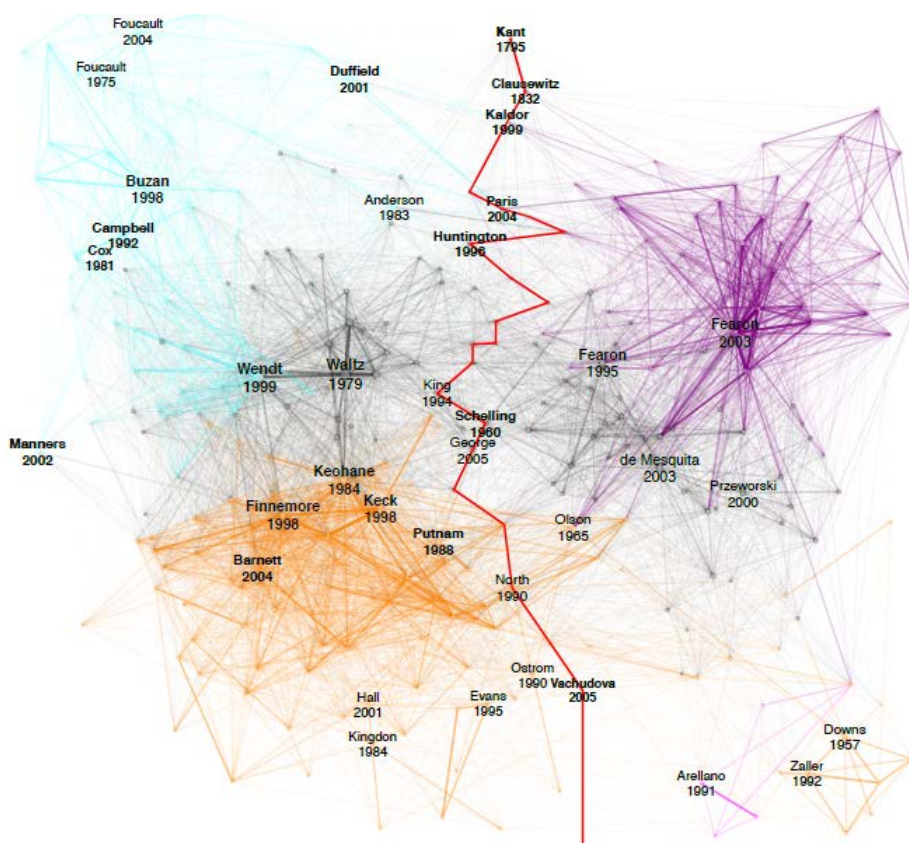 Foucault
2004
Kant
1795
Foucault
1975
Duffield
2001
Clausewitz
1832
Kaldor
1999
Buzan
1998
Anderson
1983
Paris
2004
Campbell
1992
Cox
1981
Huntington
1996
Fearon
2003
Wendt
1999
Waltz
1979
Fearon
1995
King
1994
Schelling
1960
George
2005
Manners
2002
Keohane
1984
de Mesquita
2003
Przeworski
2000
Finnemore
1998
Keck
1998
Putnam
1988
Olson
1965
Barnett
2004
North
1990
Ostrom
1990
Vachudova
2005
Hall
2001
Evans
1995
Kingdon
1984
Downs
1957
Arellano
1991
Zaller
1992